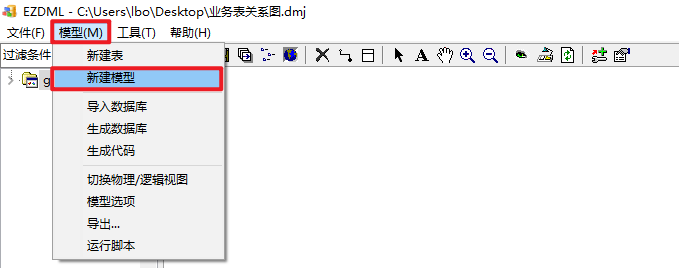 EZDML - C:\Users\lbo\Desktop\业务表关系图.dmj
文件(F) 模型(M) 工具(T) 帮助(H)
过滤条件
新建表
g
新建模型
导入数据库
生成数据库
生成代码
切换物理/逻辑视图
模型选项
导出...
运行脚本